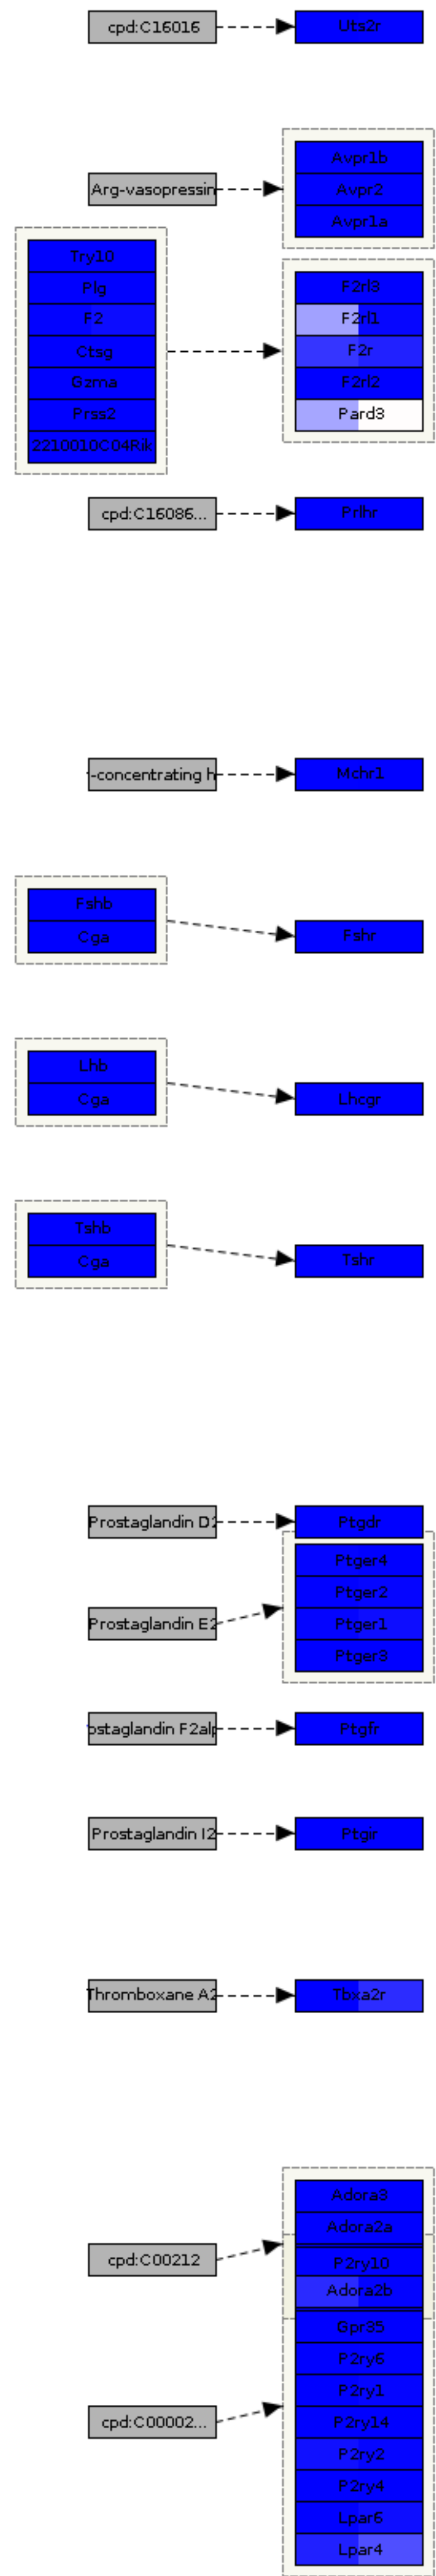 cpd:C16016
Uts2r
Avpr1b
Arg-vasopressin
Avpr2
Avpr1a
Try10
Plg
F2
Ctsg
Gzma
Prss2
2210010C04Rik
F2rl3
F2rl1
F2r
F2rl2
Pard3
cpd:C16086...
Prlhr
-concentrating h
Mchr1
Fshb
Cga
Fshr
Lhb
Cga
Lhcgr
Tshb
Cga
Tshr
Prostaglandin D2
Ptgdr
Prostaglandin E2
Ptger4
Ptger2
Ptger1
Ptger3
ostaglandin F2alp
Ptgfr
Prostaglandin I2
Ptgir
Thromboxane A2
Tbxa2r
cpd:C00212
Adora3
Adora2a
P2ry10
Adora2b
Gpr35
P2ry6
P2ry1
cpd:C00002...
P2ry14
P2ry2
P2ry4
Lpar6
Lpar4